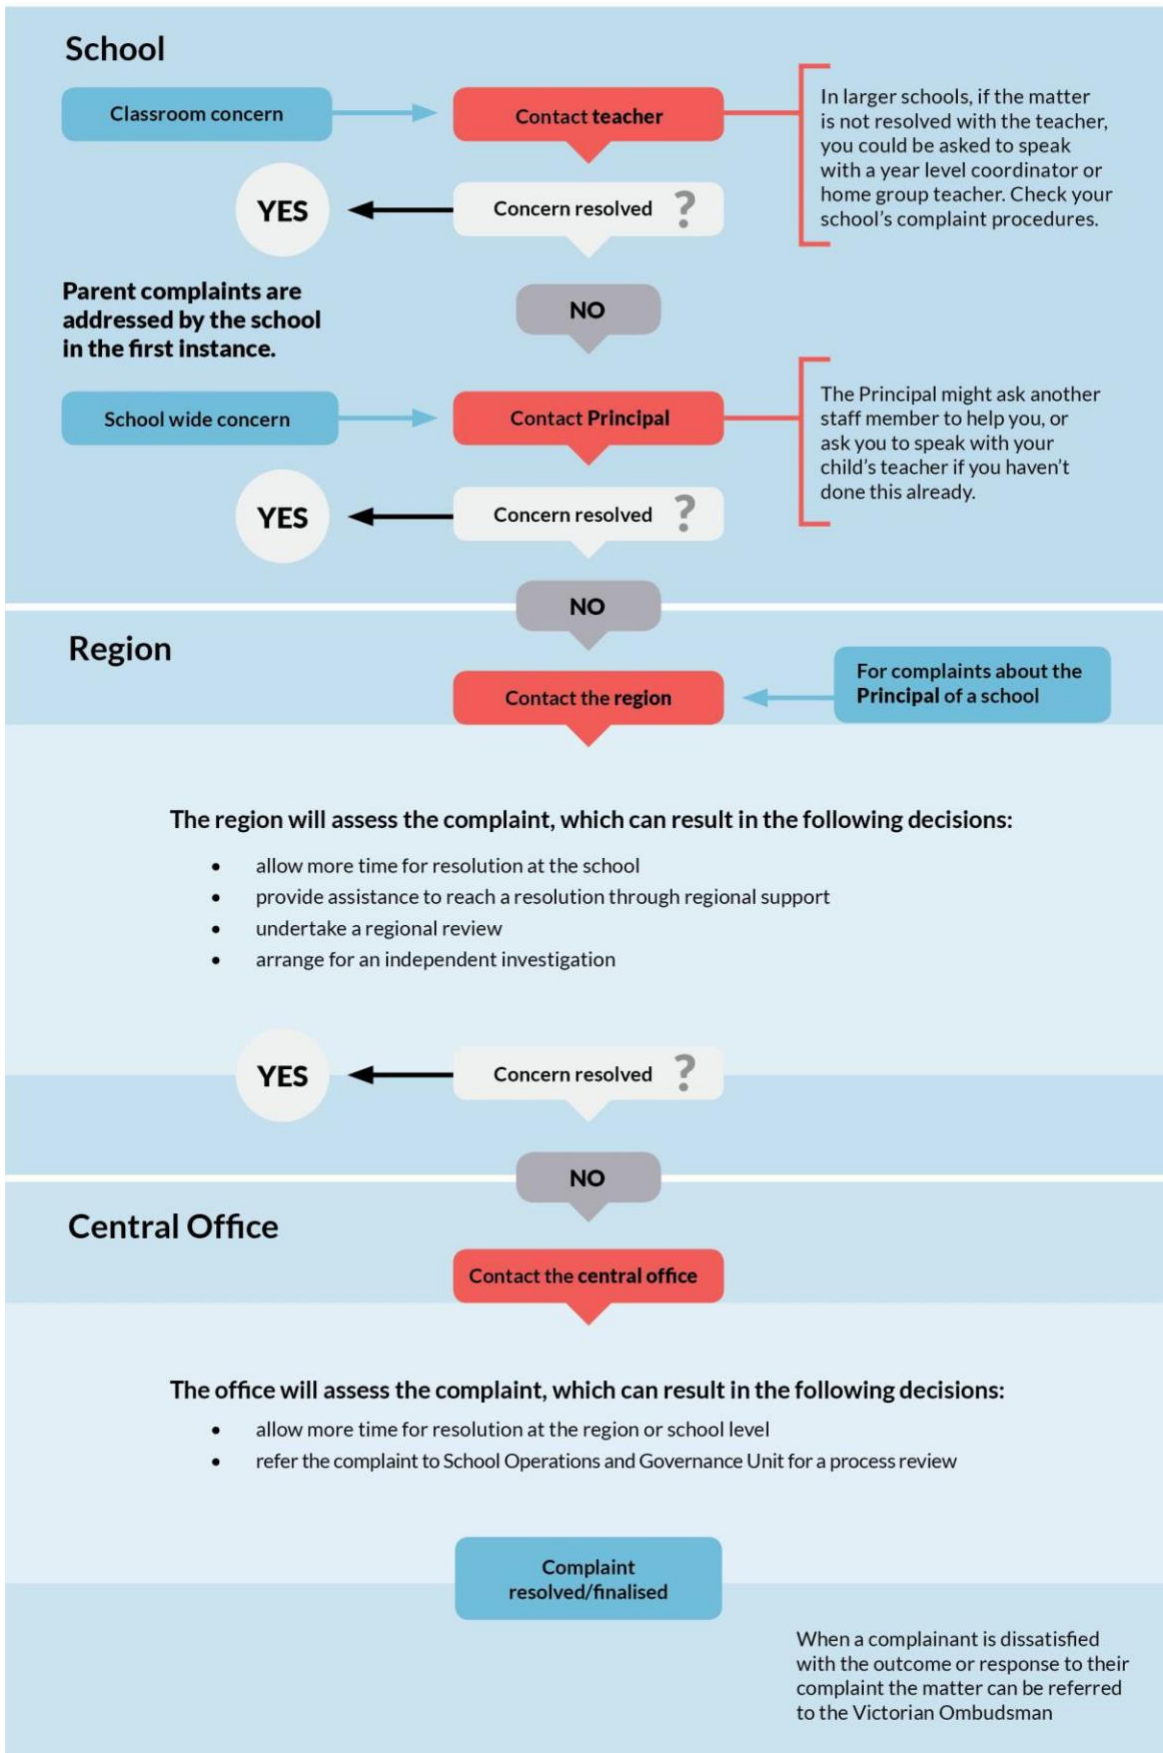 School
Classroom concern
Contact teacher
In larger schools, if the matter
is not resolved with the teacher,
you could be asked to speak
with a year level coordinator or
home group teacher. Check your
school's complaint procedures.
YES
Concern resolved ?
Parent complaints are
addressed by the school
in the first instance.
NO
School wide concern
Contact Principal
The Principal might ask another
staff member to help you, or
ask you to speak with your
child's teacher if you haven't
done this already.
YES
Concern resolved ?
NO
Region
Contact the region
For complaints about the
Principal of a school
The region will assess the complaint, which can result in the following decisions:
• allow more time for resolution at the school
• provide assistance to reach a resolution through regional support
• undertake a regional review
• arrange for an independent investigation
YES
Concern resolved ?
NO
Central Office
Contact the central office
The office will assess the complaint, which can result in the following decisions:
• allow more time for resolution at the region or school level
• refer the complaint to School Operations and Governance Unit for a process review
Complaint
resolved/finalised
When a complainant is dissatisfied
with the outcome or response to their
complaint the matter can be referred
to the Victorian Ombudsman